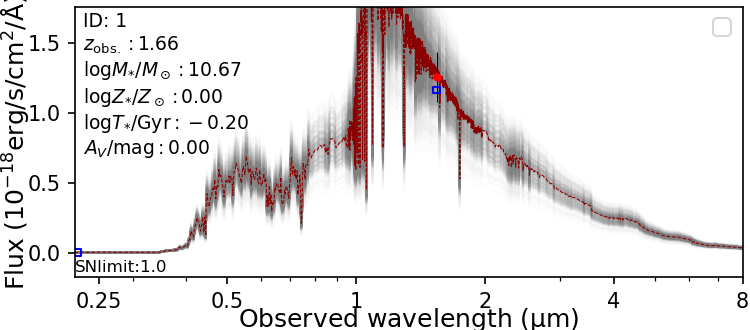 ID: 1
z_obs. : 1.66
logM*/M⊙ : 10.67
logZ*/Z⊙ : 0.00
logT*/Gyr : −0.20
A_V/mag : 0.00
SNlimit:1.0
Flux (10⁻¹⁸erg/s/cm²/Å)
1.5
1.0
0.5
0.0
0.25 0.5 1 2 4 8
Observed wavelength (μm)